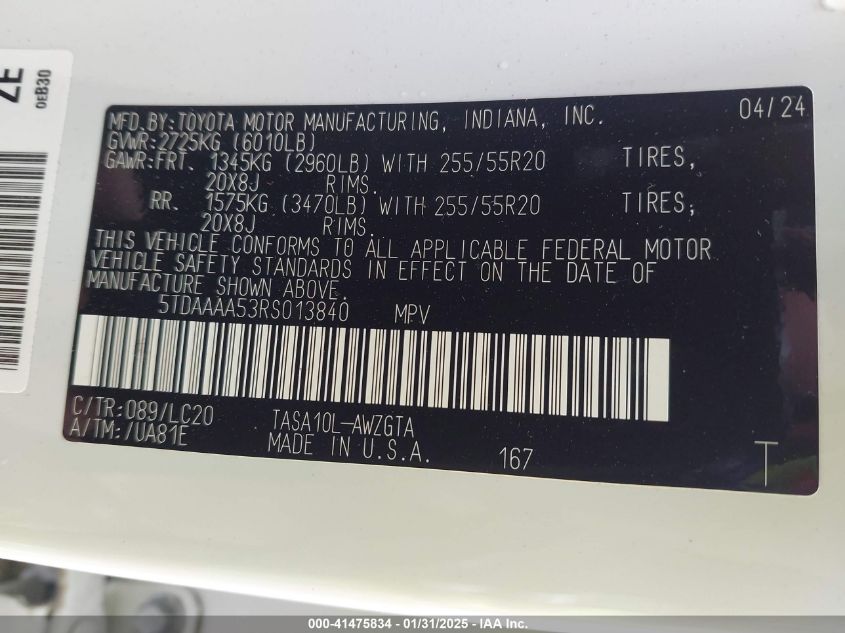 ZE
0EB30
MFD.BY:TOYOTA MOTOR MANUFACTURING, INDIANA, INC. 04/24
GVWR:2725KG (6010LB)
GAWR:FRT. 1345KG (2960LB) WITH 255/55R20 TIRES,
20X8J RIMS.
RR. 1575KG (3470LB) WITH 255/55R20 TIRES;
20X8J RIMS.
THIS VEHICLE CONFORMS TO ALL APPLICABLE FEDERAL MOTOR
VEHICLE SAFETY STANDARDS IN EFFECT ON THE DATE OF
MANUFACTURE SHOWN ABOVE.
5TDAAAA53RS013840 MPV
C/TR:089/LC20 TASA10L-AWZGTA
A/TM:/UA81E MADE IN U.S.A. 167 T
000-41475834 - 01/31/2025 - IAA Inc.